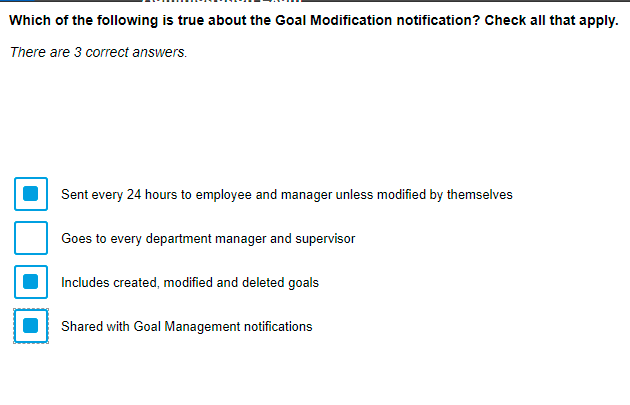 Which of the following is true about the Goal Modification notification? Check all that apply.
There are 3 correct answers.
Sent every 24 hours to employee and manager unless modified by themselves
Goes to every department manager and supervisor
Includes created, modified and deleted goals
Shared with Goal Management notifications